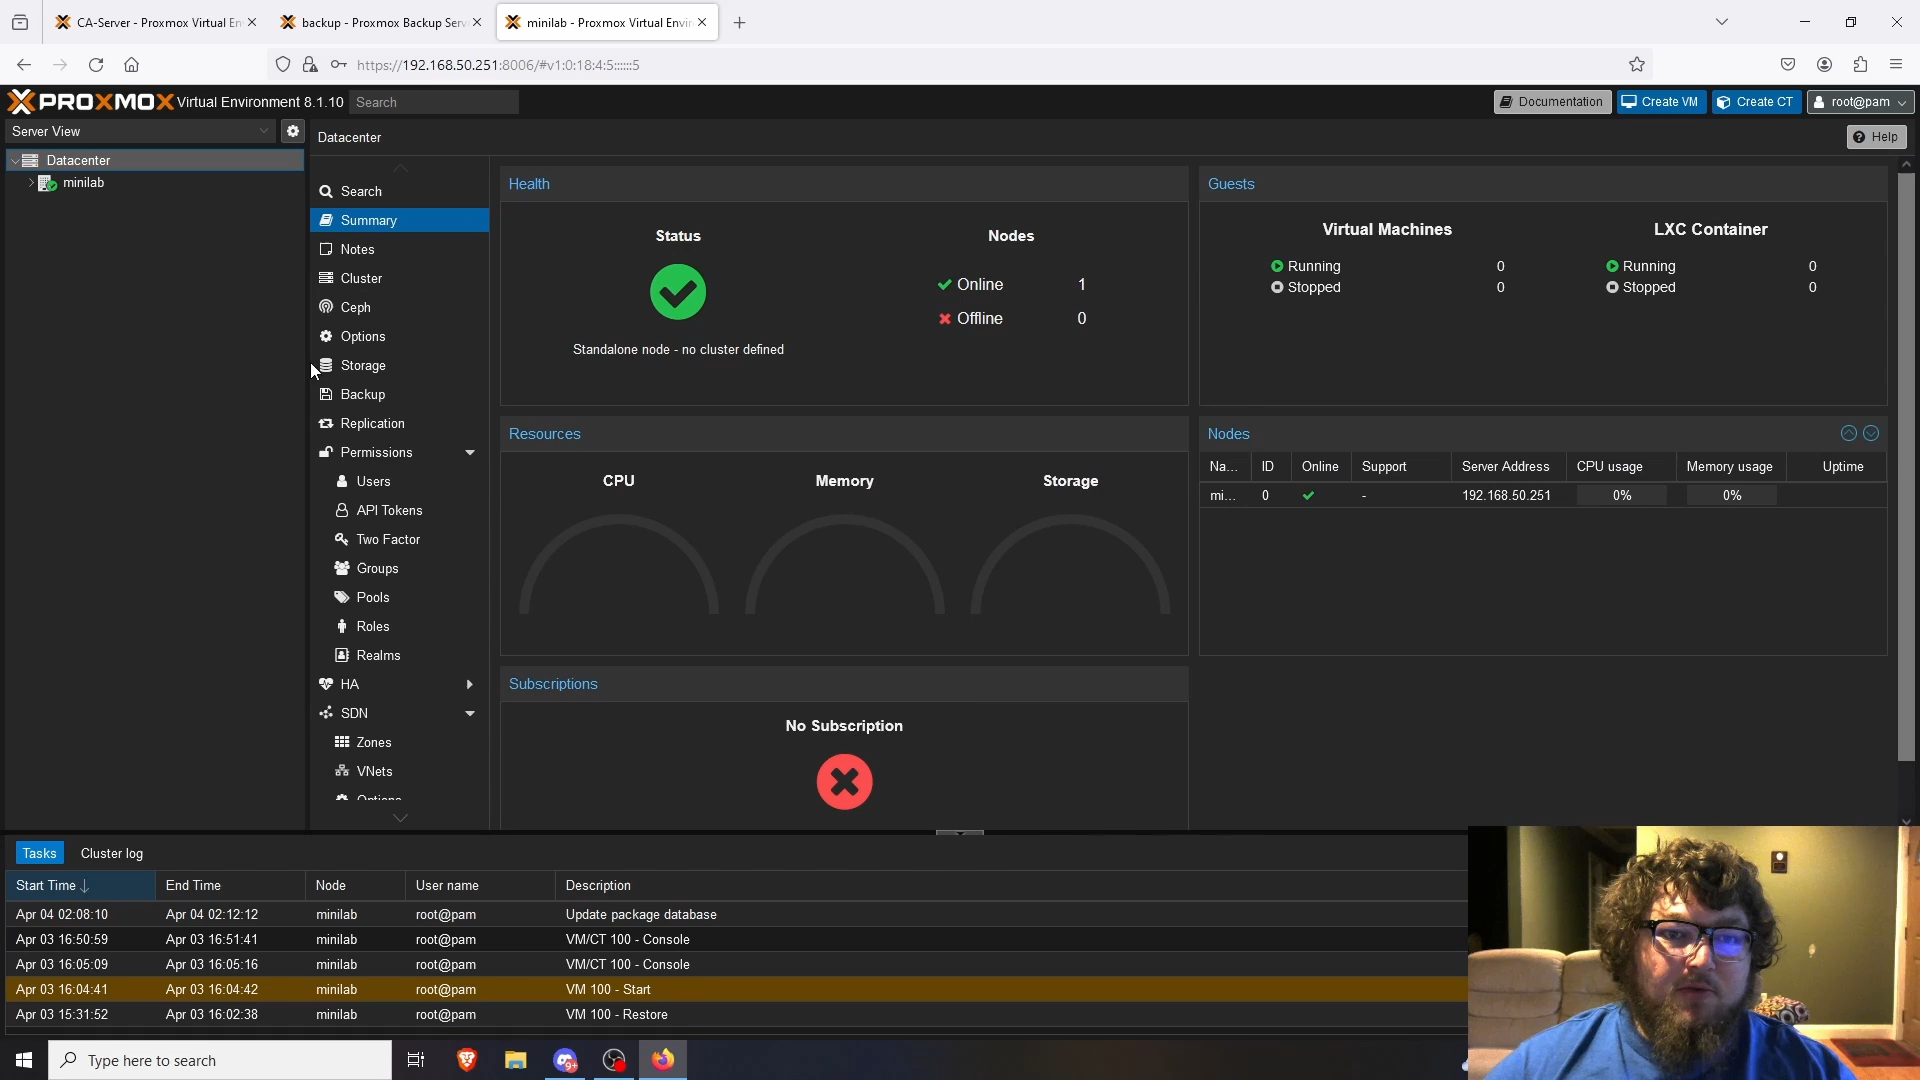 CA-Server - Proxmox Virtual En
backup - Proxmox Backup Serv
minilab - Proxmox Virtual Envir
https://192.168.50.251:8006/#v1:0:18:4:5::::::5
PROXMOX Virtual Environment 8.1.10
Search
Documentation
Create VM
Create CT
root@pam
Server View
Datacenter
Help
Datacenter
minilab
Search
Summary
Notes
Cluster
Ceph
Options
Storage
Backup
Replication
Permissions
Users
API Tokens
Two Factor
Groups
Pools
Roles
Realms
HA
SDN
Zones
VNets
Options
Health
Status
Nodes
Online 1
Offline 0
Standalone node - no cluster defined
Guests
Virtual Machines
Running 0
Stopped 0
LXC Container
Running 0
Stopped 0
Resources
CPU
Memory
Storage
Nodes
Na... ID Online Support Server Address CPU usage Memory usage Uptime
mi... 0 - 192.168.50.251 0% 0%
Subscriptions
No Subscription
Tasks
Cluster log
Start Time End Time Node User name Description
Apr 04 02:08:10 Apr 04 02:12:12 minilab root@pam Update package database
Apr 03 16:50:59 Apr 03 16:51:41 minilab root@pam VM/CT 100 - Console
Apr 03 16:05:09 Apr 03 16:05:16 minilab root@pam VM/CT 100 - Console
Apr 03 16:04:41 Apr 03 16:04:42 minilab root@pam VM 100 - Start
Apr 03 15:31:52 Apr 03 16:02:38 minilab root@pam VM 100 - Restore
Type here to search
9+